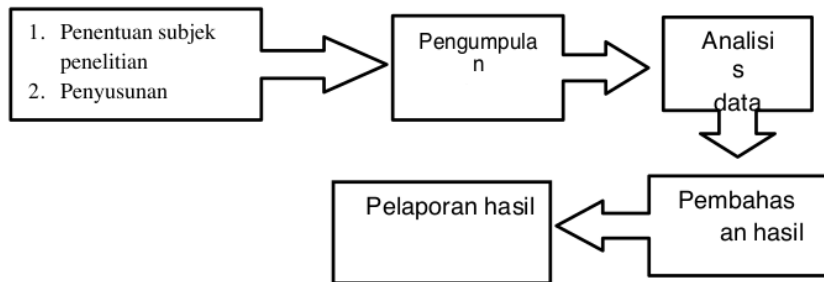 1. Penentuan subjek
penelitian
2. Penyusunan
Pengumpula
n
Analisi
s
data
Pembahas
an hasil
Pelaporan hasil